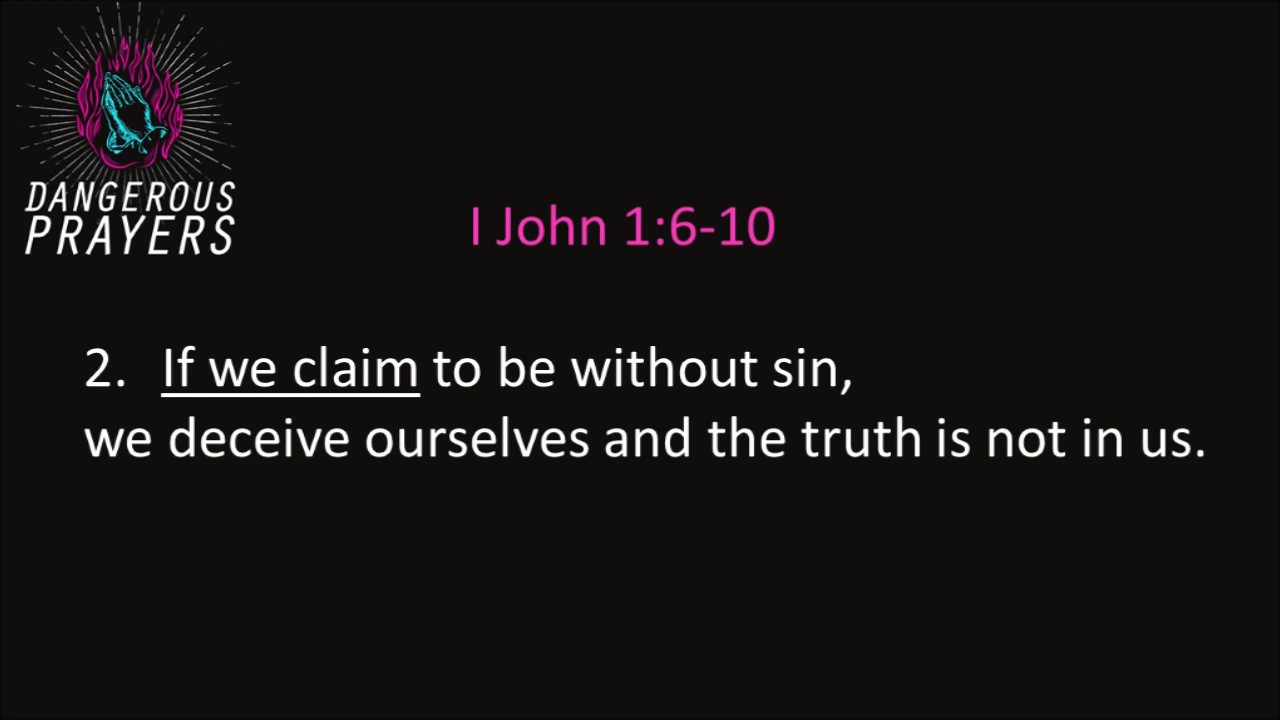 DANGEROUS
PRAYERS
I John 1:6-10
2. If we claim to be without sin,
we deceive ourselves and the truth is not in us.